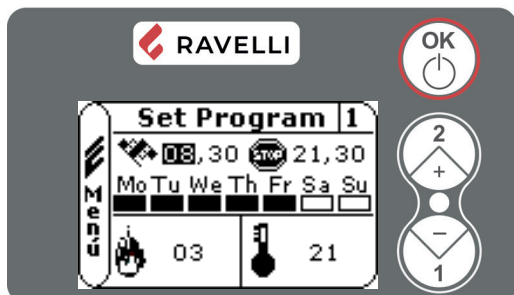 RAVELLI
OK
Set Program 1
08,30 STOP 21,30
Mo Tu We Th Fr Sa Su
Menú
03 21
2
+
−
1